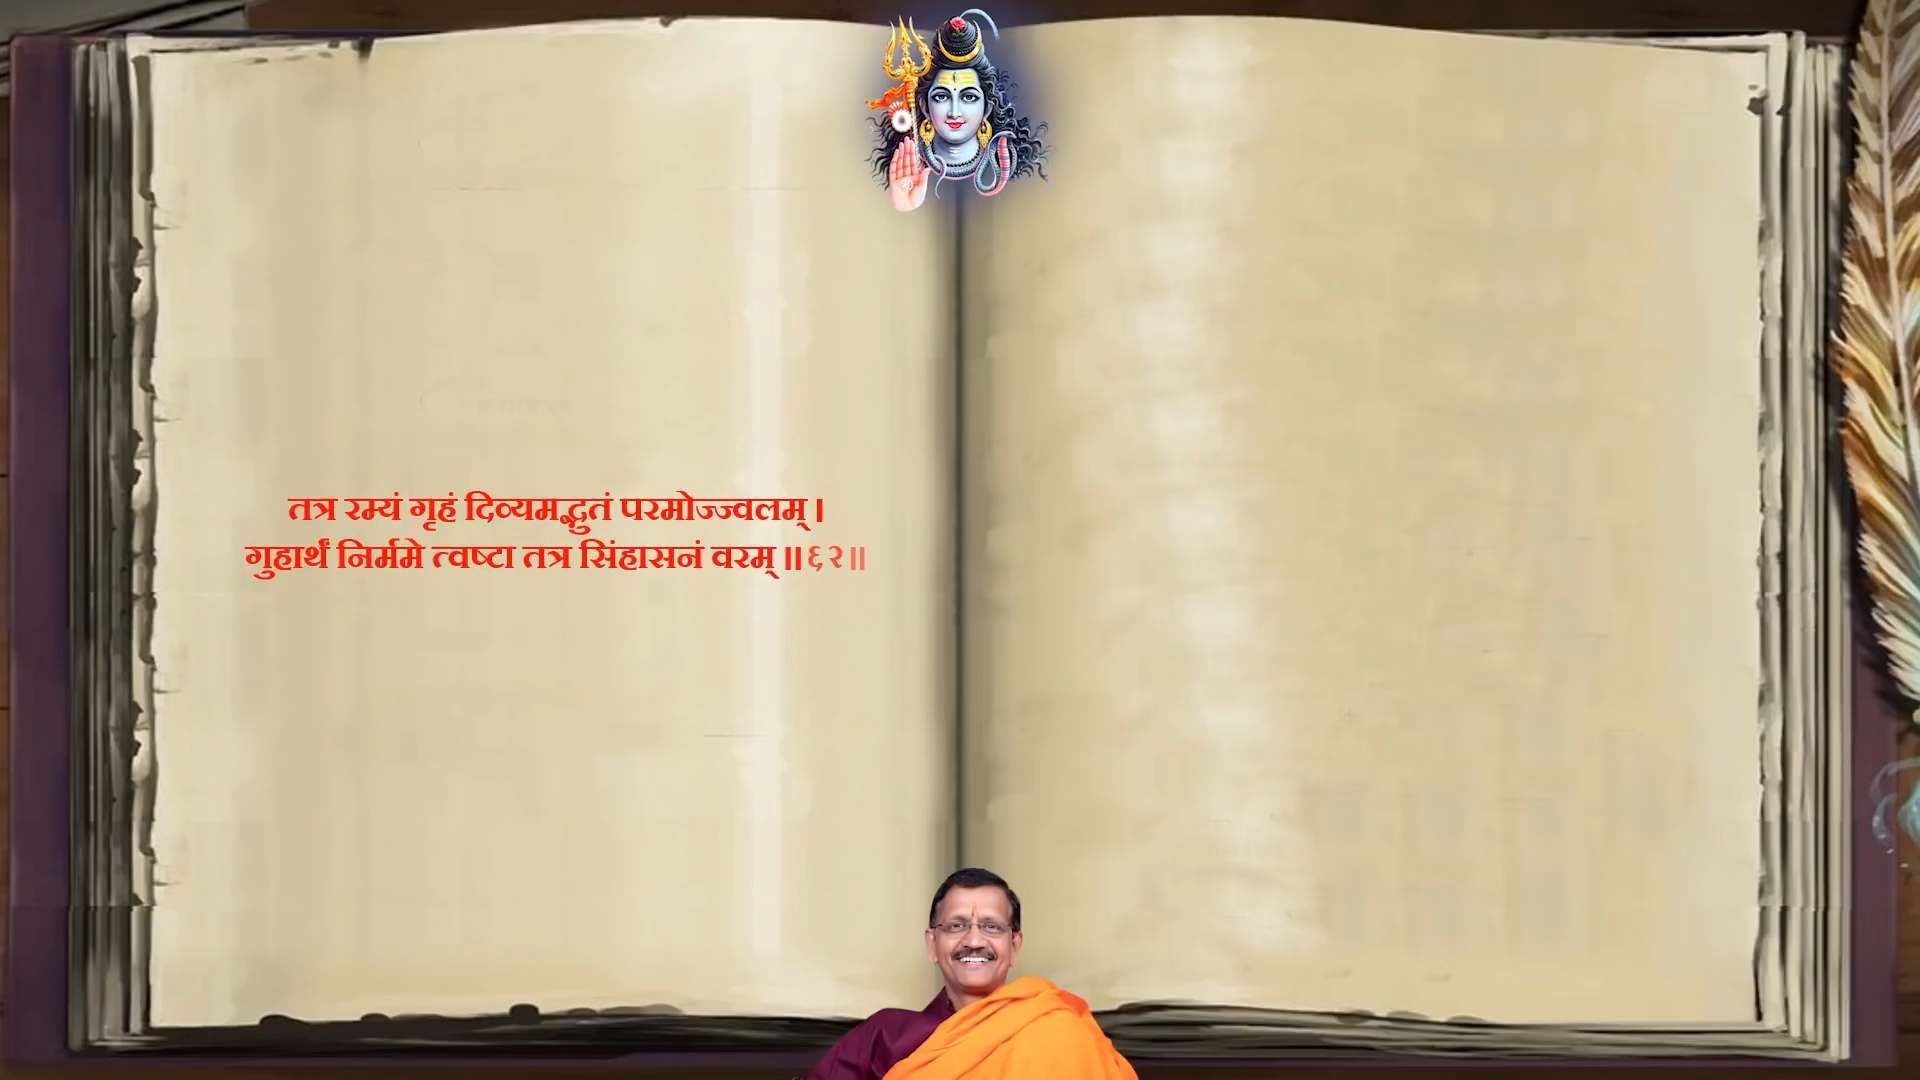 तत्र रम्यं गृहं दिव्यमद्भुतं परमोज्ज्वलम् ।
गुहार्थं निर्ममे त्वष्टा तत्र सिंहासनं वरम् ॥६२॥